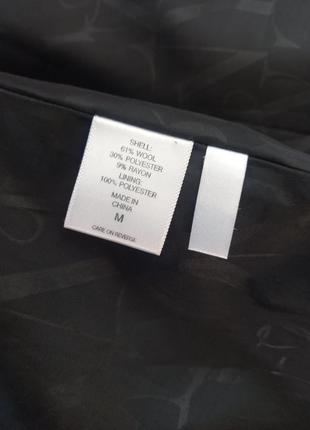 SHELL:
61% WOOL
30% POLYESTER
9% RAYON
LINING:
100% POLYESTER
MADE IN
CHINA
M
CARE ON REVERSE